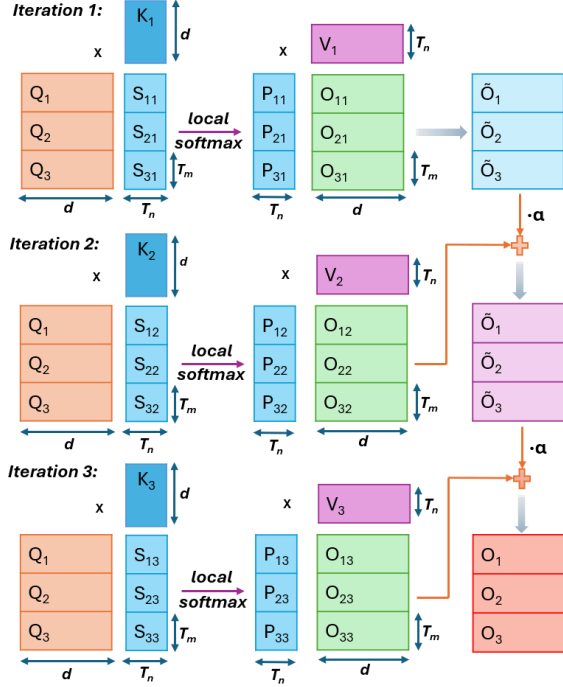 Iteration 1:
K₁
d
x
x
V₁
Tₙ
Q₁ S₁₁ P₁₁ O₁₁ Õ₁
local
Q₂ S₂₁ softmax P₂₁ O₂₁ Õ₂
Q₃ S₃₁ Tₘ P₃₁ O₃₁ Tₘ Õ₃
d Tₙ Tₙ d
·α
Iteration 2:
K₂
d
x
x
V₂
Tₙ
Q₁ S₁₂ P₁₂ O₁₂ Õ₁
local
Q₂ S₂₂ softmax P₂₂ O₂₂ Õ₂
Q₃ S₃₂ Tₘ P₃₂ O₃₂ Tₘ Õ₃
d Tₙ Tₙ d
·α
Iteration 3:
K₃
d
x
x
V₃
Tₙ
Q₁ S₁₃ P₁₃ O₁₃ O₁
local
Q₂ S₂₃ softmax P₂₃ O₂₃ O₂
Q₃ S₃₃ Tₘ P₃₃ O₃₃ Tₘ O₃
d Tₙ Tₙ d